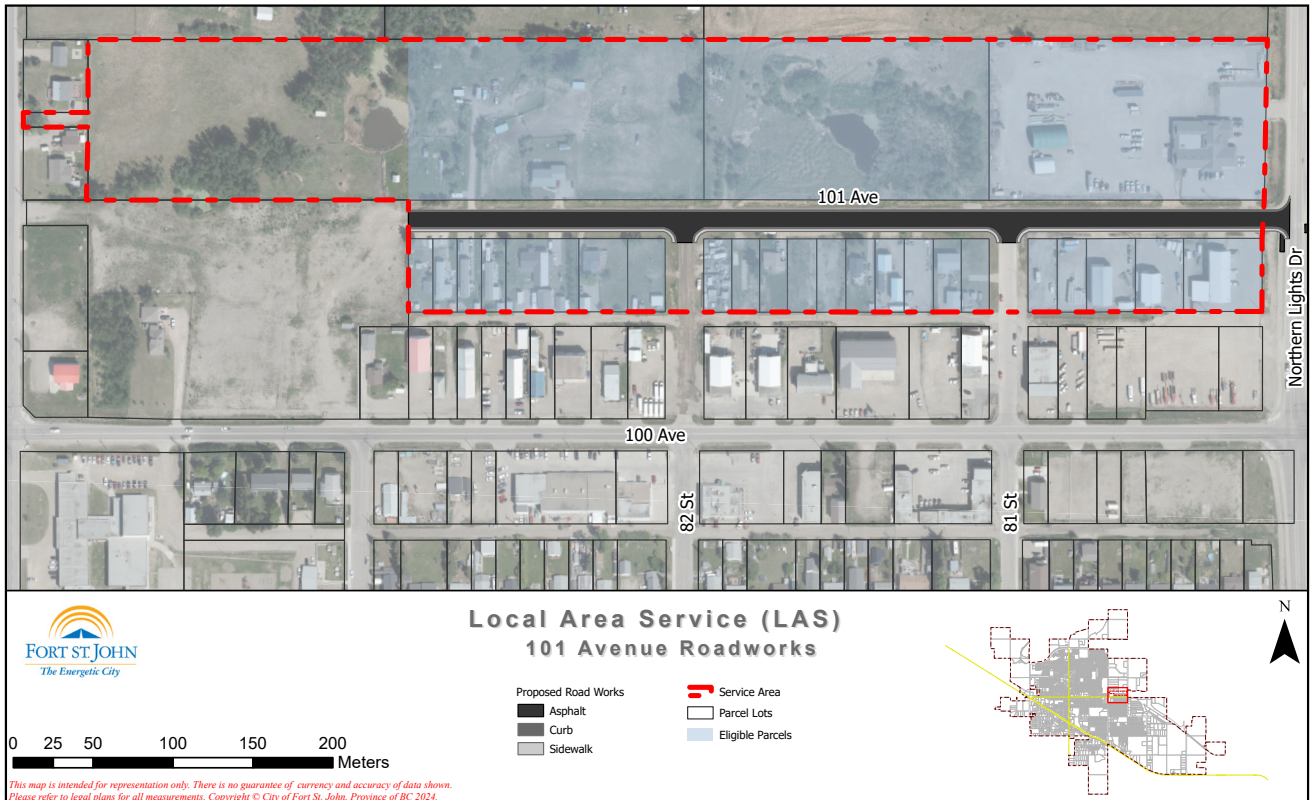 101 Ave
Northern Lights Dr
100 Ave
82 St
81 St
FORT ST. JOHN
The Energetic City
Local Area Service (LAS)
101 Avenue Roadworks
Proposed Road Works
Asphalt
Curb
Sidewalk
Service Area
Parcel Lots
Eligible Parcels
N
0 25 50 100 150 200
Meters
This map is intended for representation only. There is no guarantee of currency and accuracy of data shown.
Please refer to legal plans for all measurements. Copyright © City of Fort St. John, Province of BC 2024.